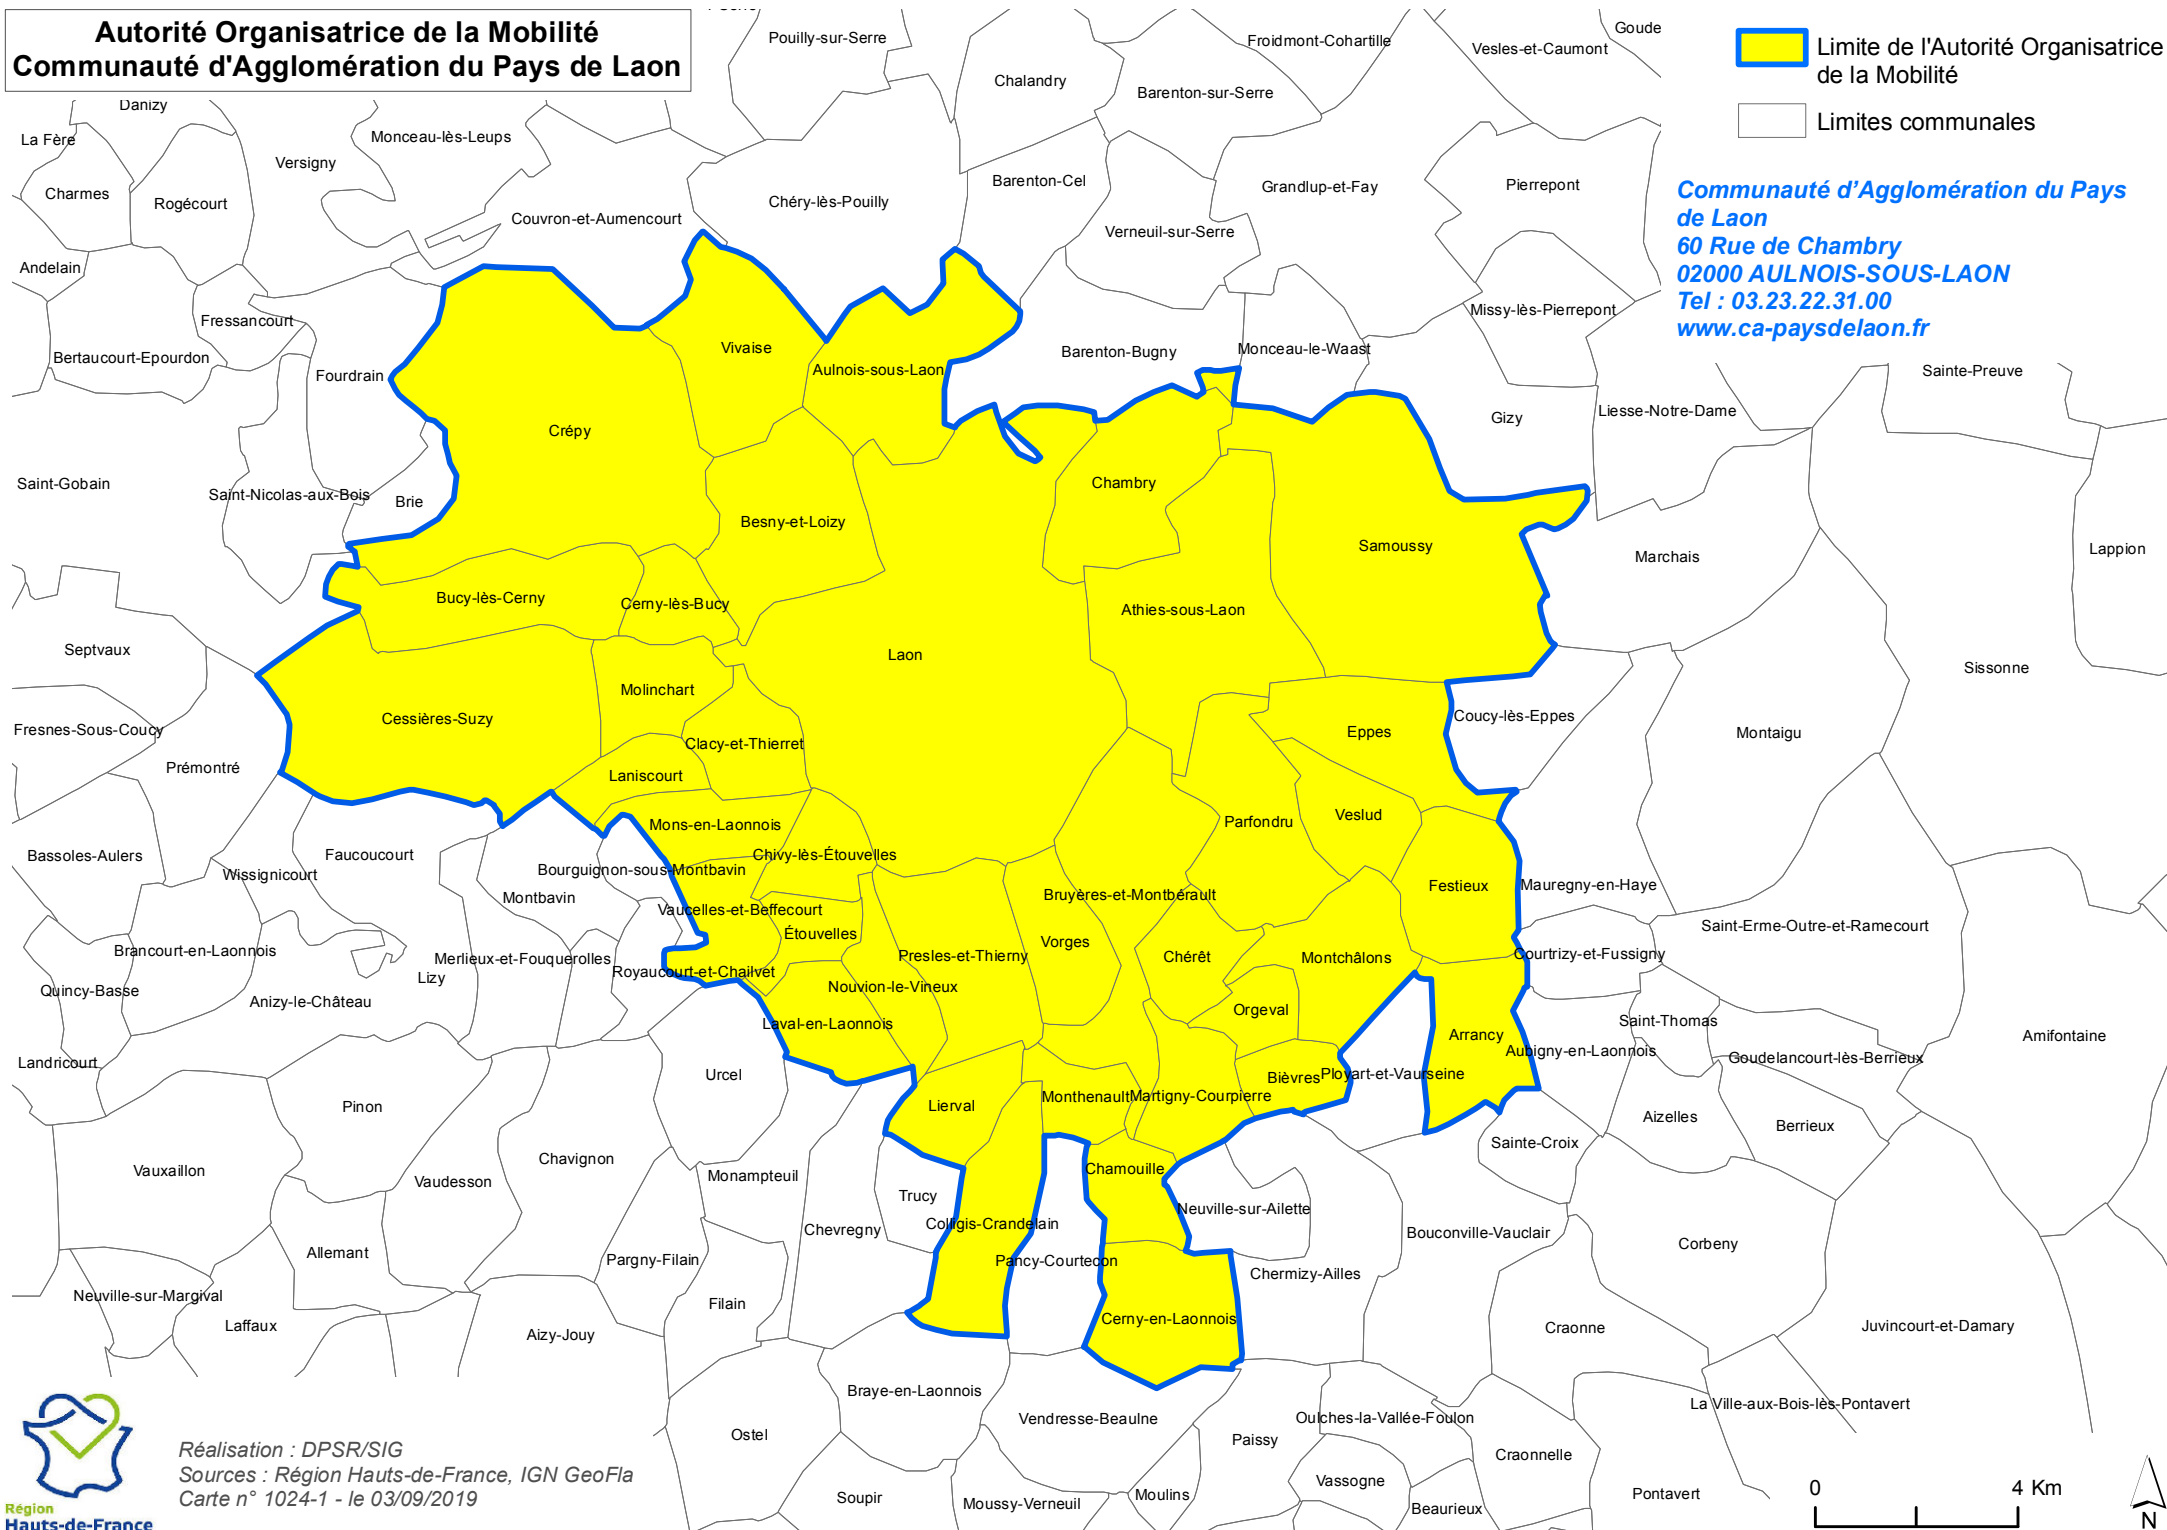 Autorité Organisatrice de la Mobilité
Communauté d'Agglomération du Pays de Laon
Limite de l'Autorité Organisatrice
de la Mobilité
Limites communales
Communauté d’Agglomération du Pays
de Laon
60 Rue de Chambry
02000 AULNOIS-SOUS-LAON
Tel : 03.23.22.31.00
www.ca-paysdelaon.fr
Pouilly-sur-Serre
Froidmont-Cohartille
Vesles-et-Caumont
Goude
Chalandry
Barenton-sur-Serre
Danizy
La Fère
Monceau-lès-Leups
Versigny
Charmes
Rogécourt
Barenton-Cel
Grandlup-et-Fay
Pierrepont
Couvron-et-Aumencourt
Chéry-lès-Pouilly
Verneuil-sur-Serre
Andelain
Fressancourt
Missy-lès-Pierrepont
Bertaucourt-Epourdon
Vivaise
Barenton-Bugny
Monceau-le-Waast
Fourdrain
Aulnois-sous-Laon
Sainte-Preuve
Liesse-Notre-Dame
Gizy
Crépy
Saint-Gobain
Saint-Nicolas-aux-Bois
Brie
Chambry
Besny-et-Loizy
Samoussy
Marchais
Lappion
Bucy-lès-Cerny
Cerny-lès-Bucy
Athies-sous-Laon
Septvaux
Laon
Sissonne
Molinchart
Cessières-Suzy
Coucy-lès-Eppes
Fresnes-Sous-Coucy
Eppes
Montaigu
Clacy-et-Thierret
Prémontré
Laniscourt
Mons-en-Laonnois
Parfondru
Veslud
Bassoles-Aulers
Faucoucourt
Chivy-lès-Étouvelles
Wissignicourt
Bourguignon-sous-Montbavin
Festieux
Mauregny-en-Haye
Montbavin
Bruyères-et-Montbérault
Vaucelles-et-Beffecourt
Saint-Erme-Outre-et-Ramecourt
Étouvelles
Vorges
Brancourt-en-Laonnois
Merlieux-et-Fouquerolles
Presles-et-Thierny
Chérêt
Montchâlons
Courtrizy-et-Fussigny
Lizy
Royaucourt-et-Chailvet
Quincy-Basse
Nouvion-le-Vineux
Anizy-le-Château
Orgeval
Laval-en-Laonnois
Saint-Thomas
Arrancy
Amifontaine
Landricourt
Aubigny-en-Laonnois
Goudelancourt-lès-Berrieux
Urcel
Bièvres
Ployart-et-Vaurseine
Pinon
Lierval
Monthenault
Martigny-Courpierre
Aizelles
Berrieux
Sainte-Croix
Chavignon
Vauxaillon
Chamouille
Monampteuil
Vaudesson
Trucy
Neuville-sur-Ailette
Colligis-Crandelain
Chevregny
Bouconville-Vauclair
Corbeny
Allemant
Pargny-Filain
Pancy-Courtecon
Chermizy-Ailles
Neuville-sur-Margival
Filain
Cerny-en-Laonnois
Laffaux
Aizy-Jouy
Craonne
Juvincourt-et-Damary
Braye-en-Laonnois
La Ville-aux-Bois-lès-Pontavert
Vendresse-Beaulne
Oulches-la-Vallée-Foulon
Ostel
Paissy
Craonnelle
Vassogne
Soupir
Moussy-Verneuil
Moulins
Beaurieux
Pontavert
Réalisation : DPSR/SIG
Sources : Région Hauts-de-France, IGN GeoFla
Carte n° 1024-1 - le 03/09/2019
Région
Hauts-de-France
0 4 Km
N